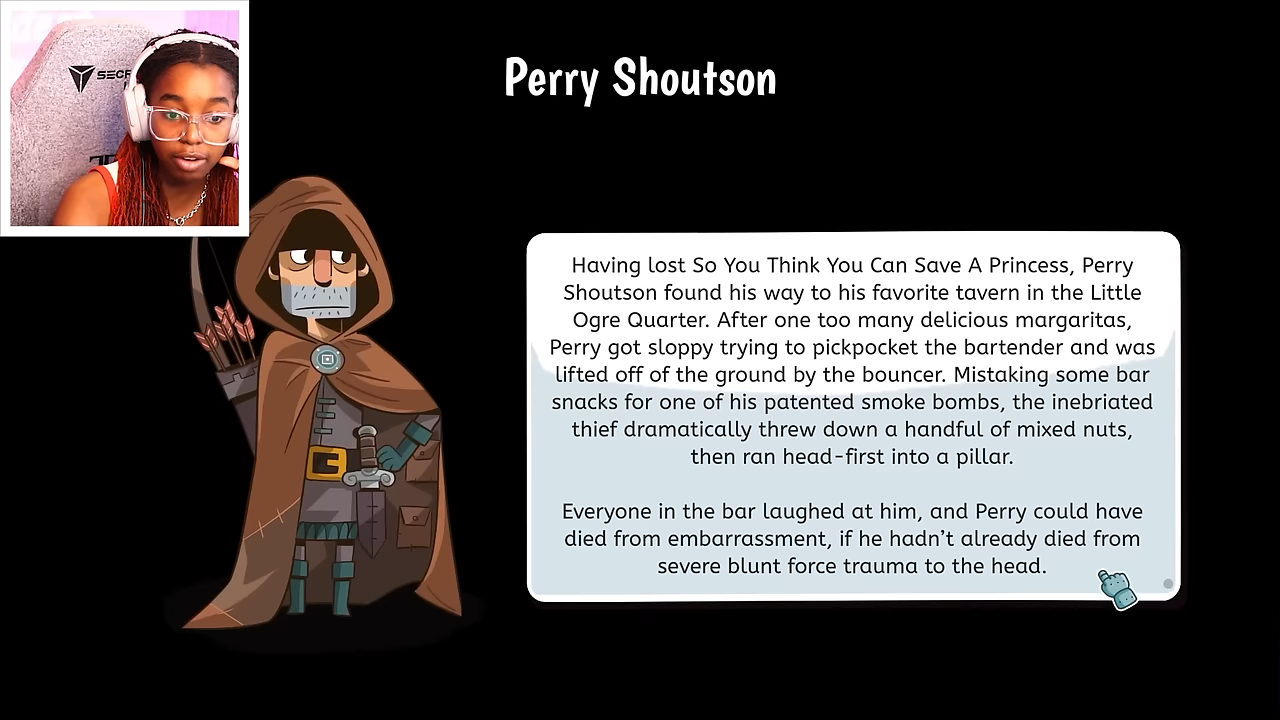 SECR
Perry Shoutson
Having lost So You Think You Can Save A Princess, Perry
Shoutson found his way to his favorite tavern in the Little
Ogre Quarter. After one too many delicious margaritas,
Perry got sloppy trying to pickpocket the bartender and was
lifted off of the ground by the bouncer. Mistaking some bar
snacks for one of his patented smoke bombs, the inebriated
thief dramatically threw down a handful of mixed nuts,
then ran head-first into a pillar.
Everyone in the bar laughed at him, and Perry could have
died from embarrassment, if he hadn’t already died from
severe blunt force trauma to the head.